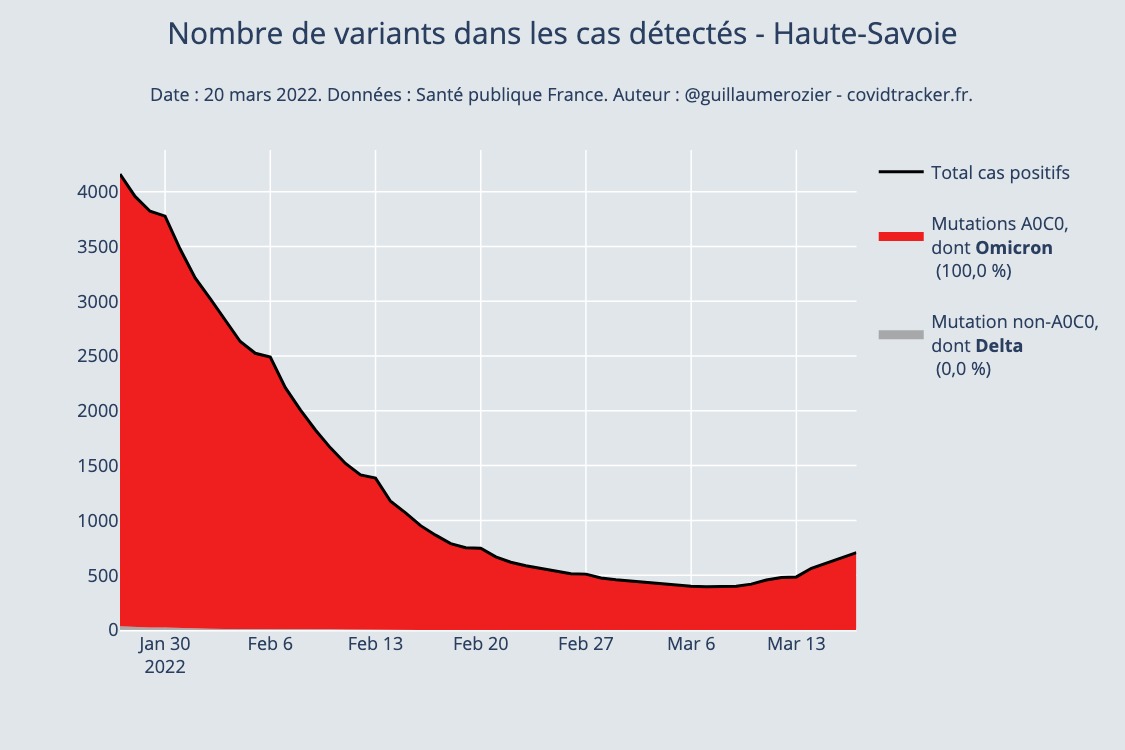 Nombre de variants dans les cas détectés - Haute-Savoie
Date : 20 mars 2022. Données : Santé publique France. Auteur : @guillaumerozier - covidtracker.fr.
4000
3500
3000
2500
2000
1500
1000
500
0
Jan 30
2022
Feb 6
Feb 13
Feb 20
Feb 27
Mar 6
Mar 13
Total cas positifs
Mutations A0C0,
dont Omicron
(100,0 %)
Mutation non-A0C0,
dont Delta
(0,0 %)